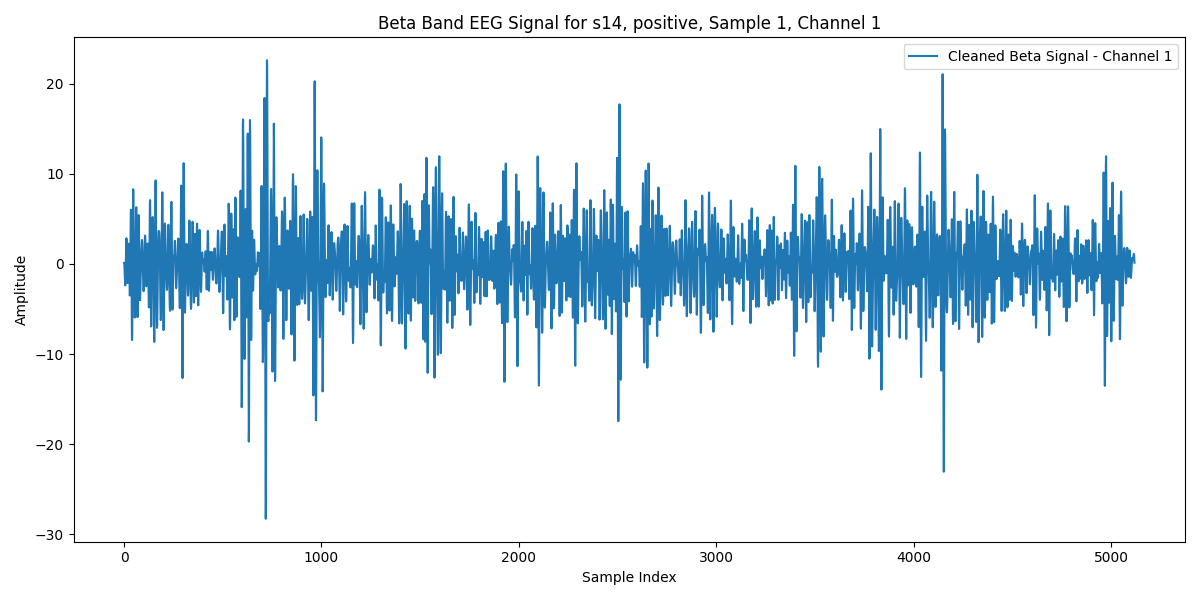 Beta Band EEG Signal for s14, positive, Sample 1, Channel 1
Cleaned Beta Signal - Channel 1
Amplitude
20
10
0
−10
−20
−30
0 1000 2000 3000 4000 5000
Sample Index